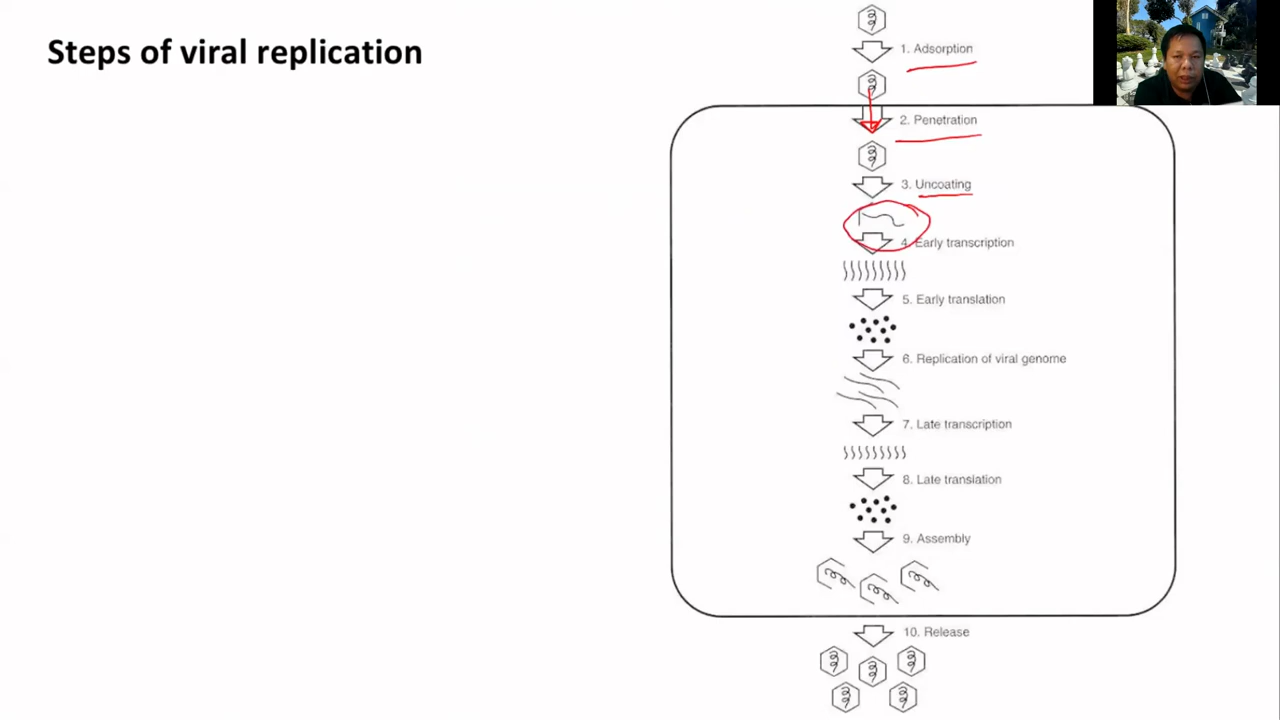 Steps of viral replication
1. Adsorption
2. Penetration
3. Uncoating
4. Early transcription
5. Early translation
6. Replication of viral genome
7. Late transcription
8. Late translation
9. Assembly
10. Release